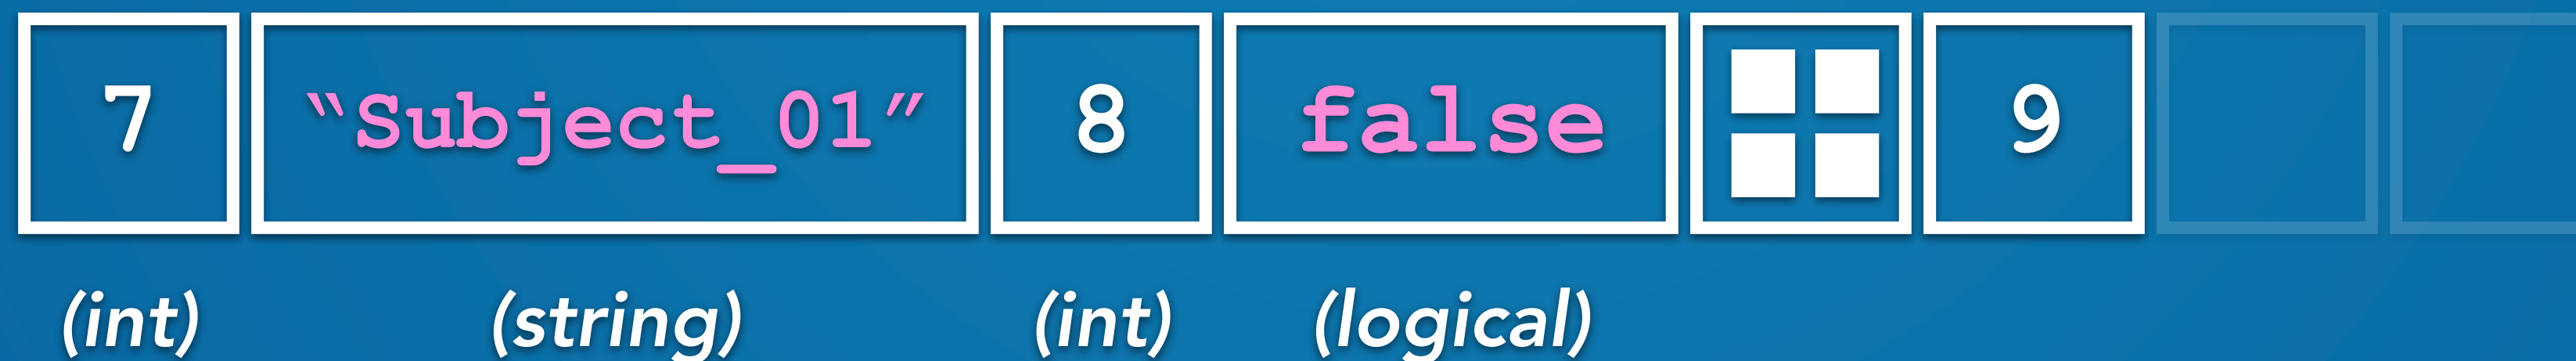 7 “Subject_01” 8 false 9
(int) (string) (int) (logical)